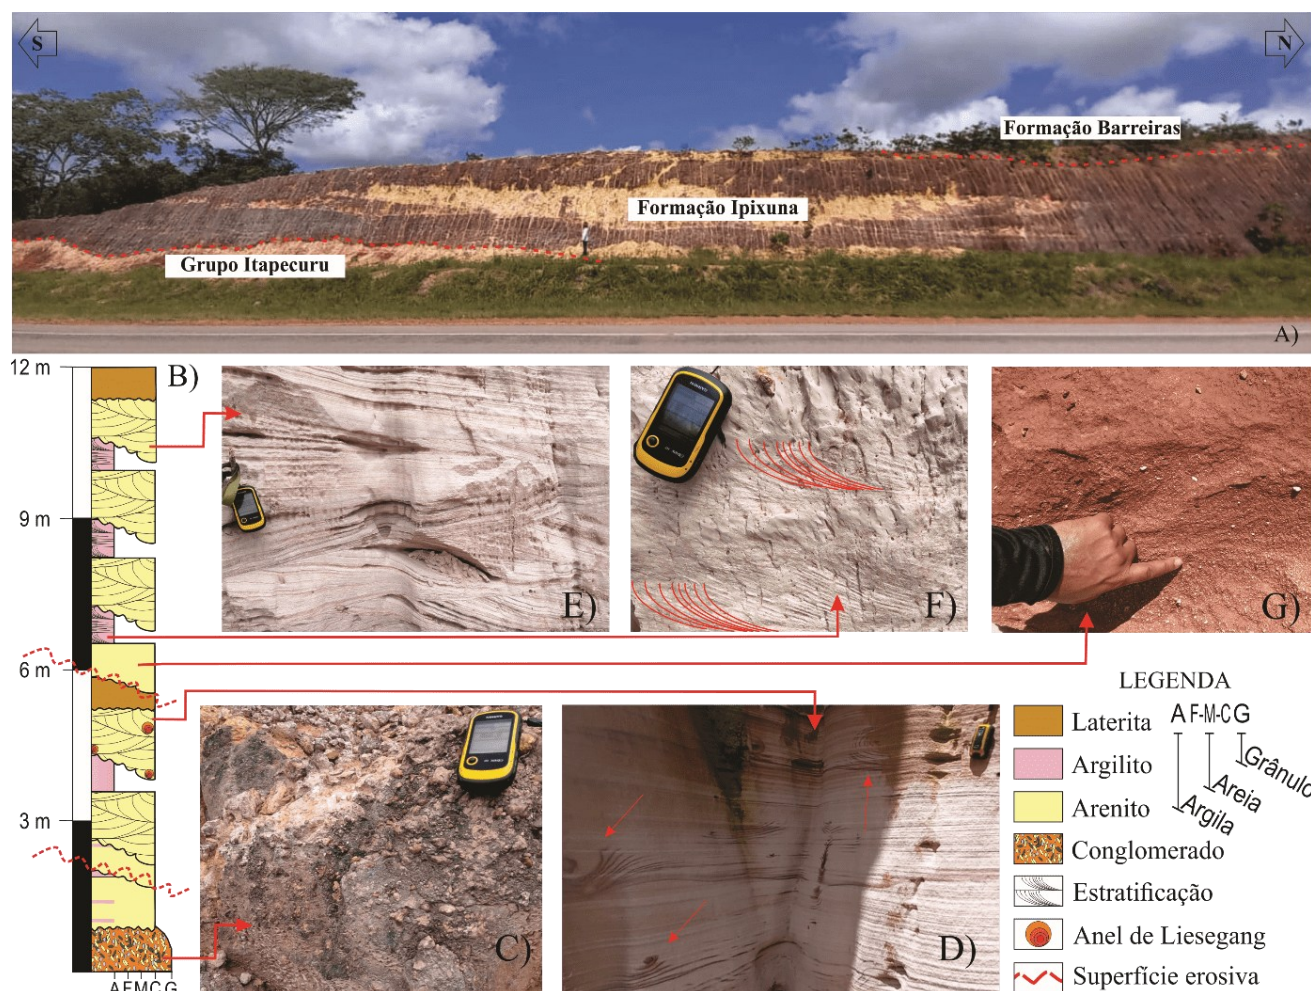 S
N
Formação Barreiras
Formação Ipixuna
Grupo Itapecuru
A)
12 m
B)
9 m
6 m
3 m
A F M C G
E)
F)
G)
C)
D)
LEGENDA
Laterita
Argilito
Arenito
Conglomerado
Estratificação
Anel de Liesegang
Superfície erosiva
A F-M-C G
Grânulo
Areia
Argila